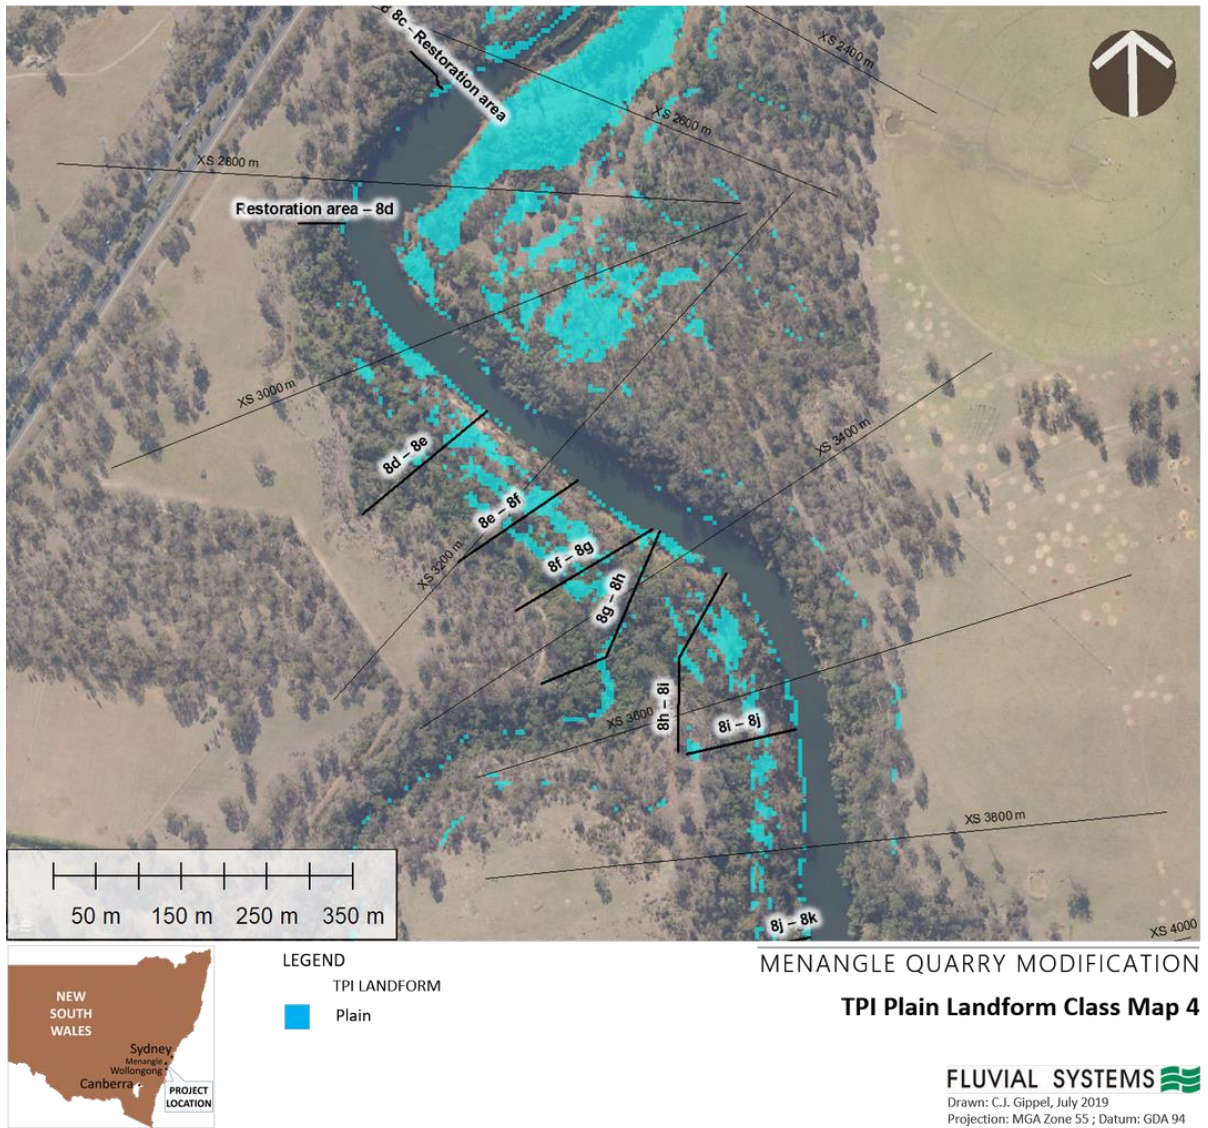 8c - Restoration area
XS 2400 m
XS 2600 m
XS 2800 m
Restoration area – 8d
XS 3000 m
8d – 8e
XS 3400 m
8e – 8f
8f – 8g
XS 3200 m
8g – 8h
8h – 8i
XS 3600
8i – 8j
XS 3800 m
8j – 8k
XS 4000
50 m 150 m 250 m 350 m
NEW
SOUTH
WALES
Sydney
Menangle
Wollongong
Canberra
PROJECT
LOCATION
LEGEND
TPI LANDFORM
Plain
MENANGLE QUARRY MODIFICATION
TPI Plain Landform Class Map 4
FLUVIAL SYSTEMS
Drawn: C.J. Gippel, July 2019
Projection: MGA Zone 55 ; Datum: GDA 94